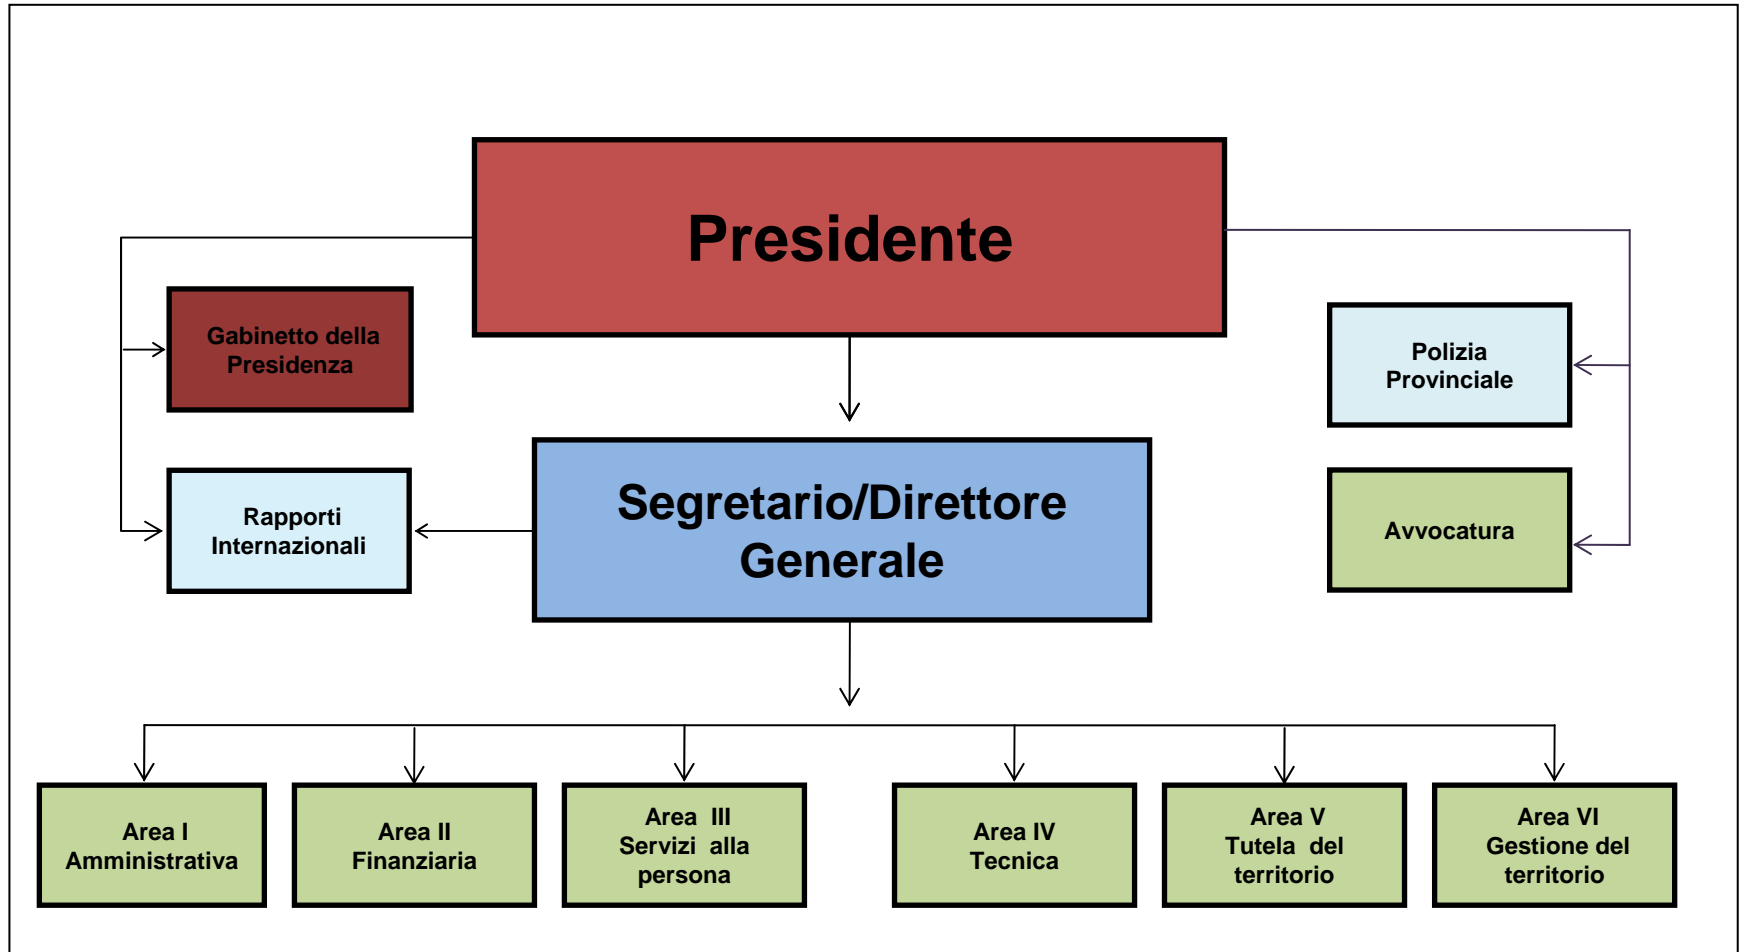 Presidente
Gabinetto della
Presidenza
Polizia
Provinciale
Segretario/Direttore
Generale
Rapporti
Internazionali
Avvocatura
Area I
Amministrativa
Area II
Finanziaria
Area III
Servizi alla
persona
Area IV
Tecnica
Area V
Tutela del
territorio
Area VI
Gestione del
territorio